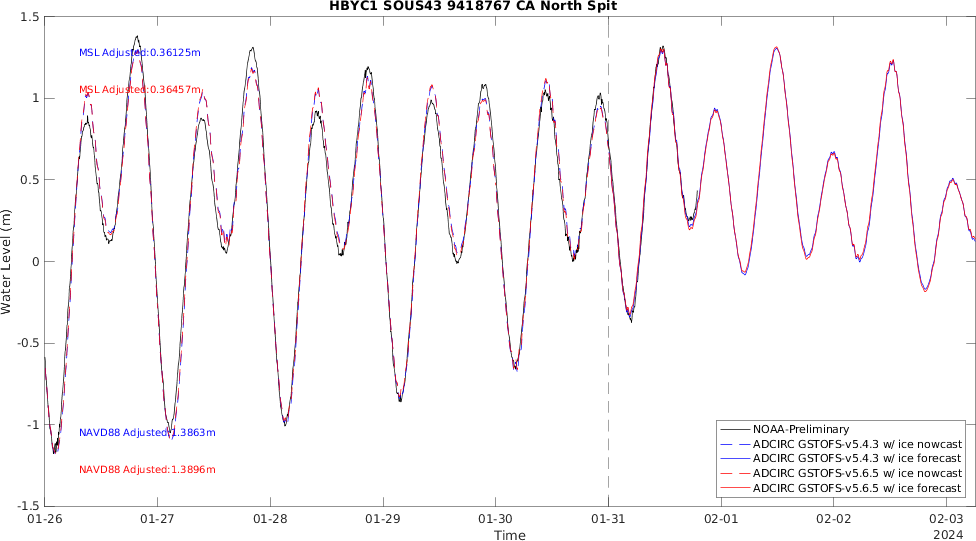 HBYC1 SOUS43 9418767 CA North Spit
MSL Adjusted:0.36125m
MSL Adjusted:0.36457m
NAVD88 Adjusted:1.3863m
NAVD88 Adjusted:1.3896m
Water Level (m)
1.5
1
0.5
0
-0.5
-1
-1.5
NOAA-Preliminary
ADCIRC GSTOFS-v5.4.3 w/ ice nowcast
ADCIRC GSTOFS-v5.4.3 w/ ice forecast
ADCIRC GSTOFS-v5.6.5 w/ ice nowcast
ADCIRC GSTOFS-v5.6.5 w/ ice forecast
01-26 01-27 01-28 01-29 01-30 01-31 02-01 02-02 02-03
Time
2024